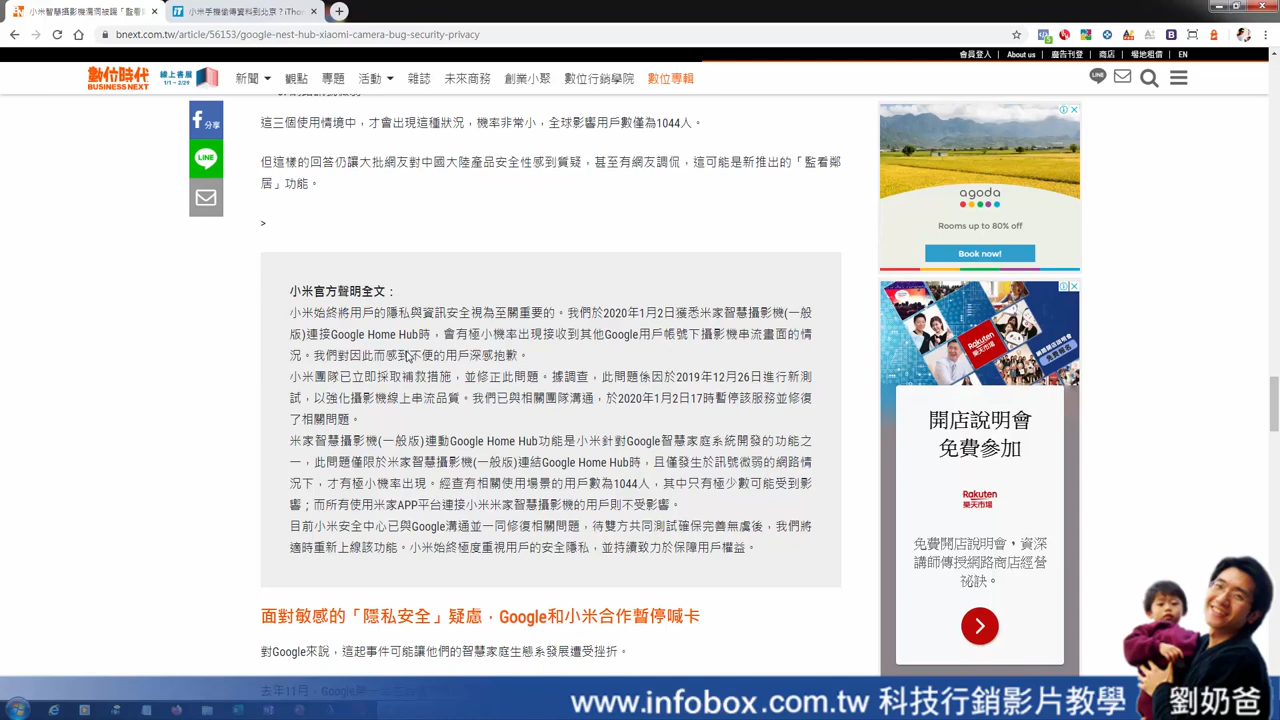 小米智慧攝影機漏洞被譏「監看
小米手機偷傳資料到北京？iTho
bnext.com.tw/article/56153/google-nest-hub-xiaomi-camera-bug-security-privacy
會員登入 | About us | 廣告刊登 | 商店 | 場地租借 | EN
數位時代
BUSINESS NEXT
線上書展
1/1 ~ 2/29
新聞 觀點 專題 活動 雜誌 未來商務 創業小聚 數位行銷學院 數位專輯
分享
LINE
這三個使用情境中，才會出現這種狀況，機率非常小，全球影響用戶數僅為1044人。
但這樣的回答仍讓大批網友對中國大陸產品安全性感到質疑，甚至有網友調侃，這可能是新推出的「監看鄰
居」功能。
>
小米官方聲明全文：
小米始終將用戶的隱私與資訊安全視為至關重要的。我們於2020年1月2日獲悉米家智慧攝影機(一般
版)連接Google Home Hub時，會有極小機率出現接收到其他Google用戶帳號下攝影機串流畫面的情
況。我們對因此而感到不便的用戶深感抱歉。
小米團隊已立即採取補救措施，並修正此問題。據調查，此問題係因於2019年12月26日進行新測
試，以強化攝影機線上串流品質。我們已與相關團隊溝通，於2020年1月2日17時暫停該服務並修復
了相關問題。
米家智慧攝影機(一般版)連動Google Home Hub功能是小米針對Google智慧家庭系統開發的功能之
一，此問題僅限於米家智慧攝影機(一般版)連結Google Home Hub時，且僅發生於訊號微弱的網路情
況下，才有極小機率出現。經查有相關使用場景的用戶數為1044人，其中只有極少數可能受到影
響；而所有使用米家APP平台連接小米米家智慧攝影機的用戶則不受影響。
目前小米安全中心已與Google溝通並一同修復相關問題，待雙方共同測試確保完善無虞後，我們將
適時重新上線該功能。小米始終極度重視用戶的安全隱私，並持續致力於保障用戶權益。
面對敏感的「隱私安全」疑慮，Google和小米合作暫停喊卡
對Google來說，這起事件可能讓他們的智慧家庭生態系發展遭受挫折。
去年11月，Google
agoda
Rooms up to 80% off
Book now!
Rakuten
樂天市場
開店說明會
免費參加
Rakuten
樂天市場
免費開店說明會，資深
講師傳授網路商店經營
祕訣。
www.infobox.com.tw 科技行銷影片教學 劉奶爸